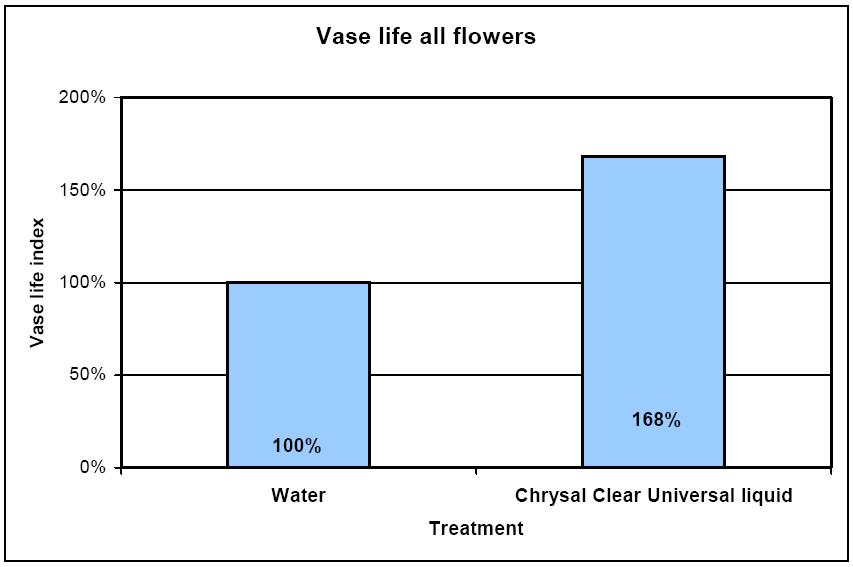 Vase life all flowers
200%
150%
100%
50%
0%
Vase life index
100%
168%
Water
Chrysal Clear Universal liquid
Treatment